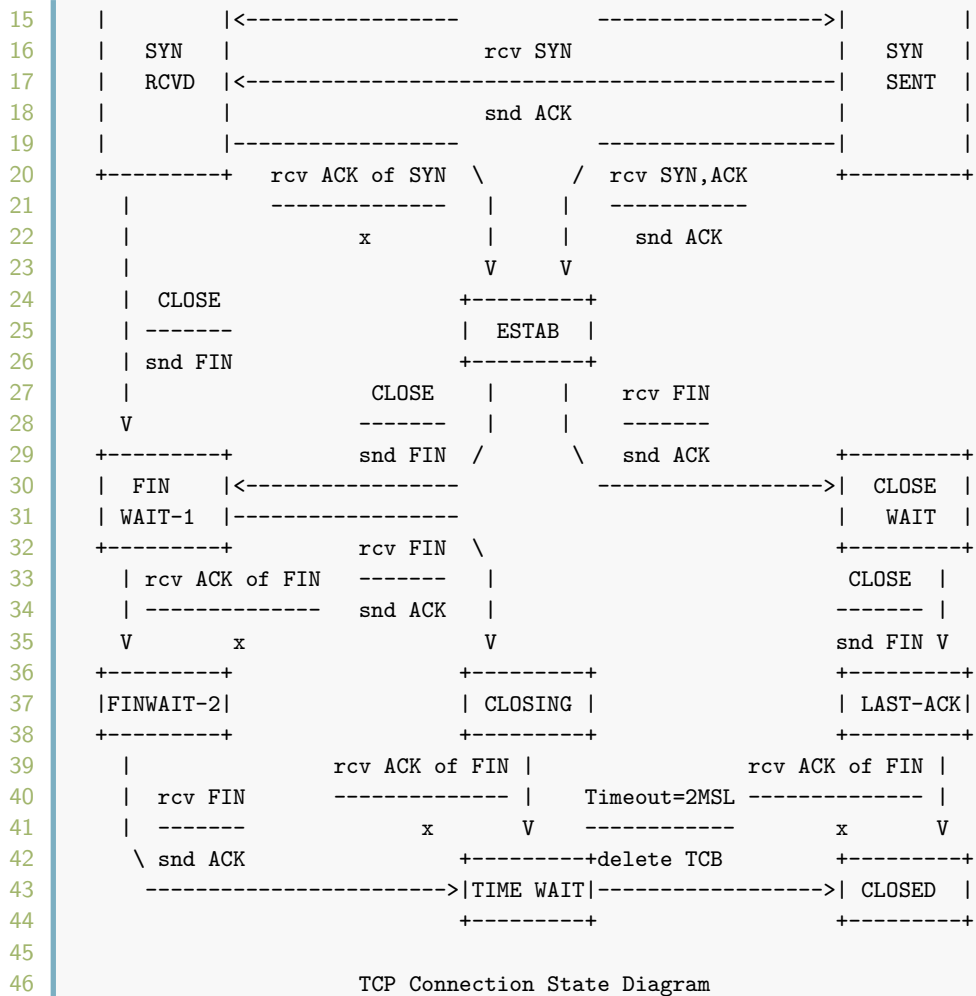 15      |         |<-----------------           ------------------>|         |
16      |   SYN   |                    rcv SYN                    |   SYN   |
17      |   RCVD  |<-----------------------------------------------|   SENT  |
18      |         |                    snd ACK                     |         |
19      |         |------------------           -------------------|         |
20      +---------+   rcv ACK of SYN  \       /  rcv SYN,ACK       +---------+
21        |           --------------   |     |   -----------
22        |                  x         |     |     snd ACK
23        |                            V     V
24        |  CLOSE                   +---------+
25        | -------                  |  ESTAB  |
26        | snd FIN                  +---------+
27        |                   CLOSE    |     |    rcv FIN
28        V                  -------   |     |    -------
29      +---------+          snd FIN  /       \   snd ACK          +---------+
30      |  FIN    |<-----------------           ------------------>|  CLOSE  |
31      | WAIT-1  |------------------                              |   WAIT  |
32      +---------+          rcv FIN  \                            +---------+
33        | rcv ACK of FIN   -------   |                            CLOSE  |
34        | --------------   snd ACK   |                           ------- |
35        V        x                   V                           snd FIN V
36      +---------+                  +---------+                   +---------+
37      |FINWAIT-2|                  | CLOSING |                   | LAST-ACK|
38      +---------+                  +---------+                   +---------+
39        |                rcv ACK of FIN |                 rcv ACK of FIN |
40        |  rcv FIN       -------------- |    Timeout=2MSL -------------- |
41        |  -------              x       V    ------------        x       V
42         \ snd ACK                 +---------+delete TCB         +---------+
43          ------------------------>|TIME WAIT|------------------>| CLOSED  |
44                                   +---------+                   +---------+
45
46                      TCP Connection State Diagram